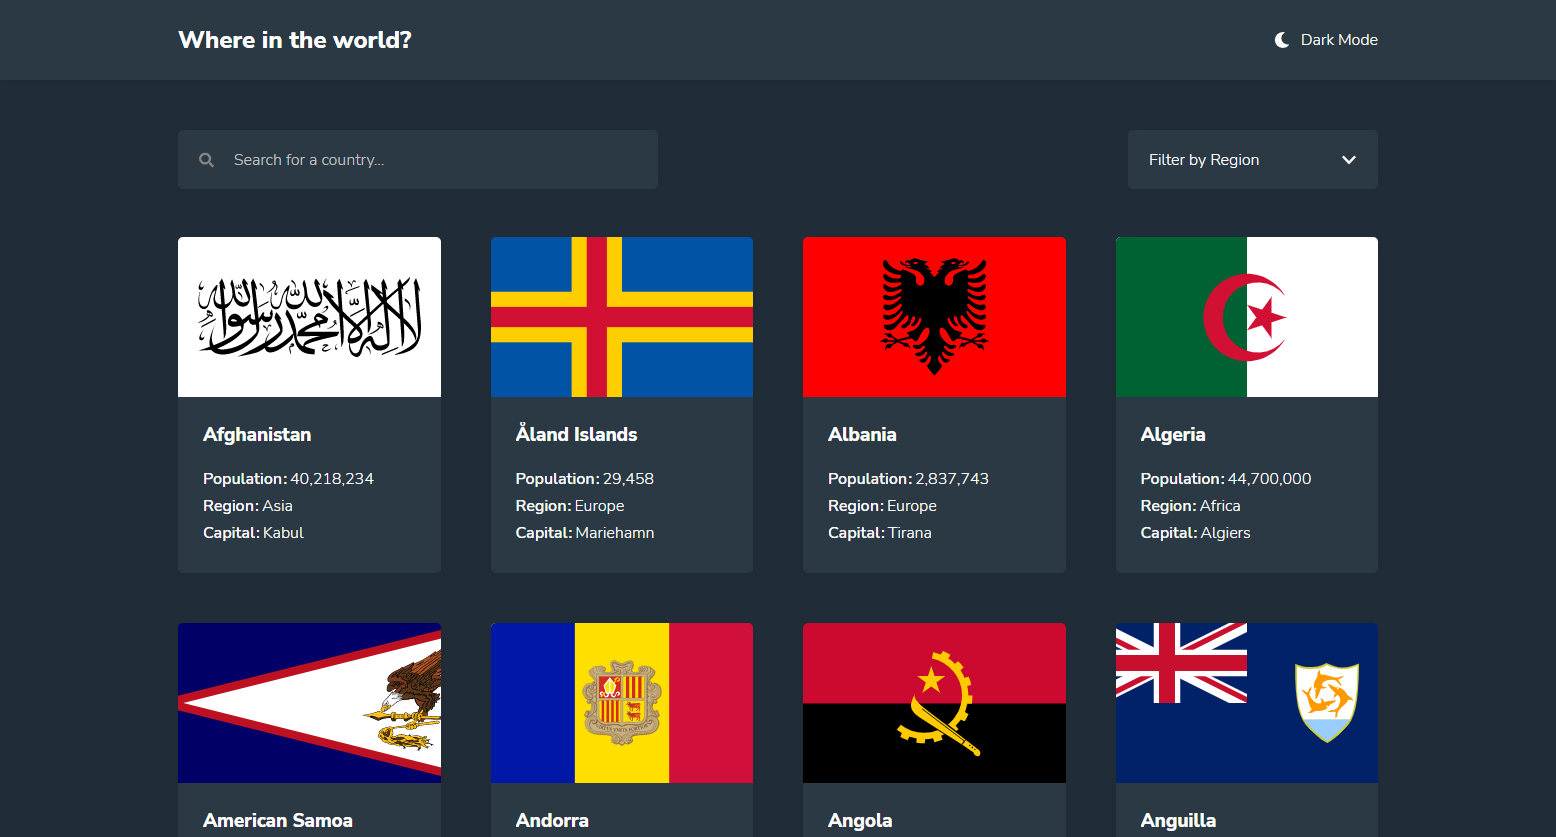 Where in the world?
Dark Mode
Search for a country...
Filter by Region
لا إله إلا الله محمد رسول الله
Afghanistan
Population: 40,218,234
Region: Asia
Capital: Kabul
Åland Islands
Population: 29,458
Region: Europe
Capital: Mariehamn
Albania
Population: 2,837,743
Region: Europe
Capital: Tirana
Algeria
Population: 44,700,000
Region: Africa
Capital: Algiers
American Samoa
Andorra
Angola
Anguilla